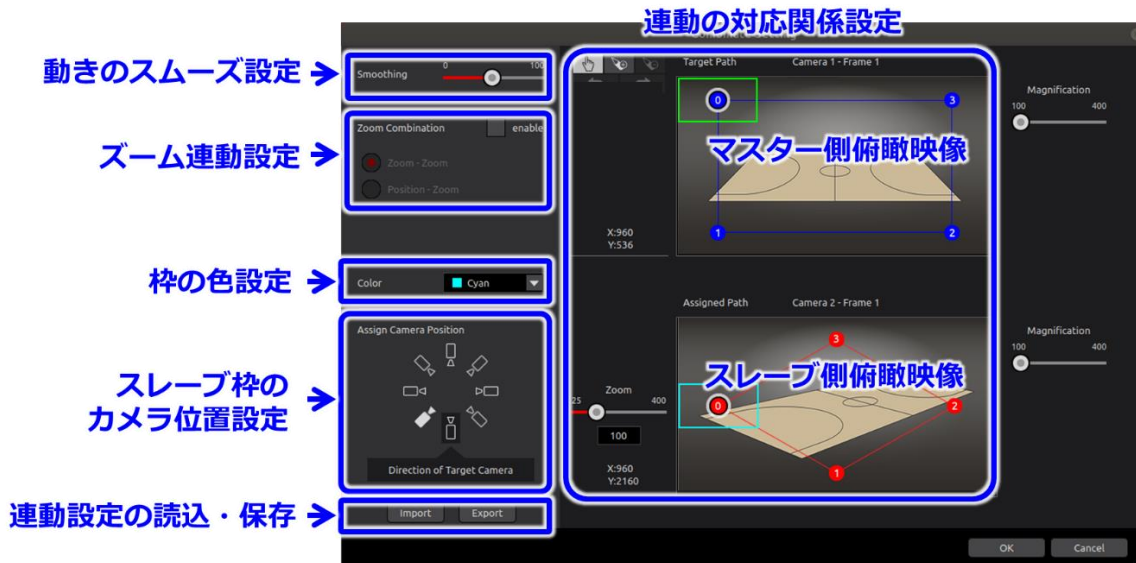 連動の対応関係設定
動きのスムーズ設定
Smoothing
0
100
Target Path
Camera 1 - Frame 1
Magnification
100
400
0
3
マスター側俯瞰映像
1
2
X:960
Y:536
ズーム連動設定
Zoom Combination
enable
Zoom - Zoom
Position - Zoom
枠の色設定
Color
Cyan
スレーブ枠の
カメラ位置設定
Assign Camera Position
Direction of Target Camera
Assigned Path
Camera 2 - Frame 1
Magnification
100
400
3
スレーブ側俯瞰映像
0
2
1
Zoom
25
400
100
X:960
Y:2160
連動設定の読込・保存
Import
Export
OK
Cancel